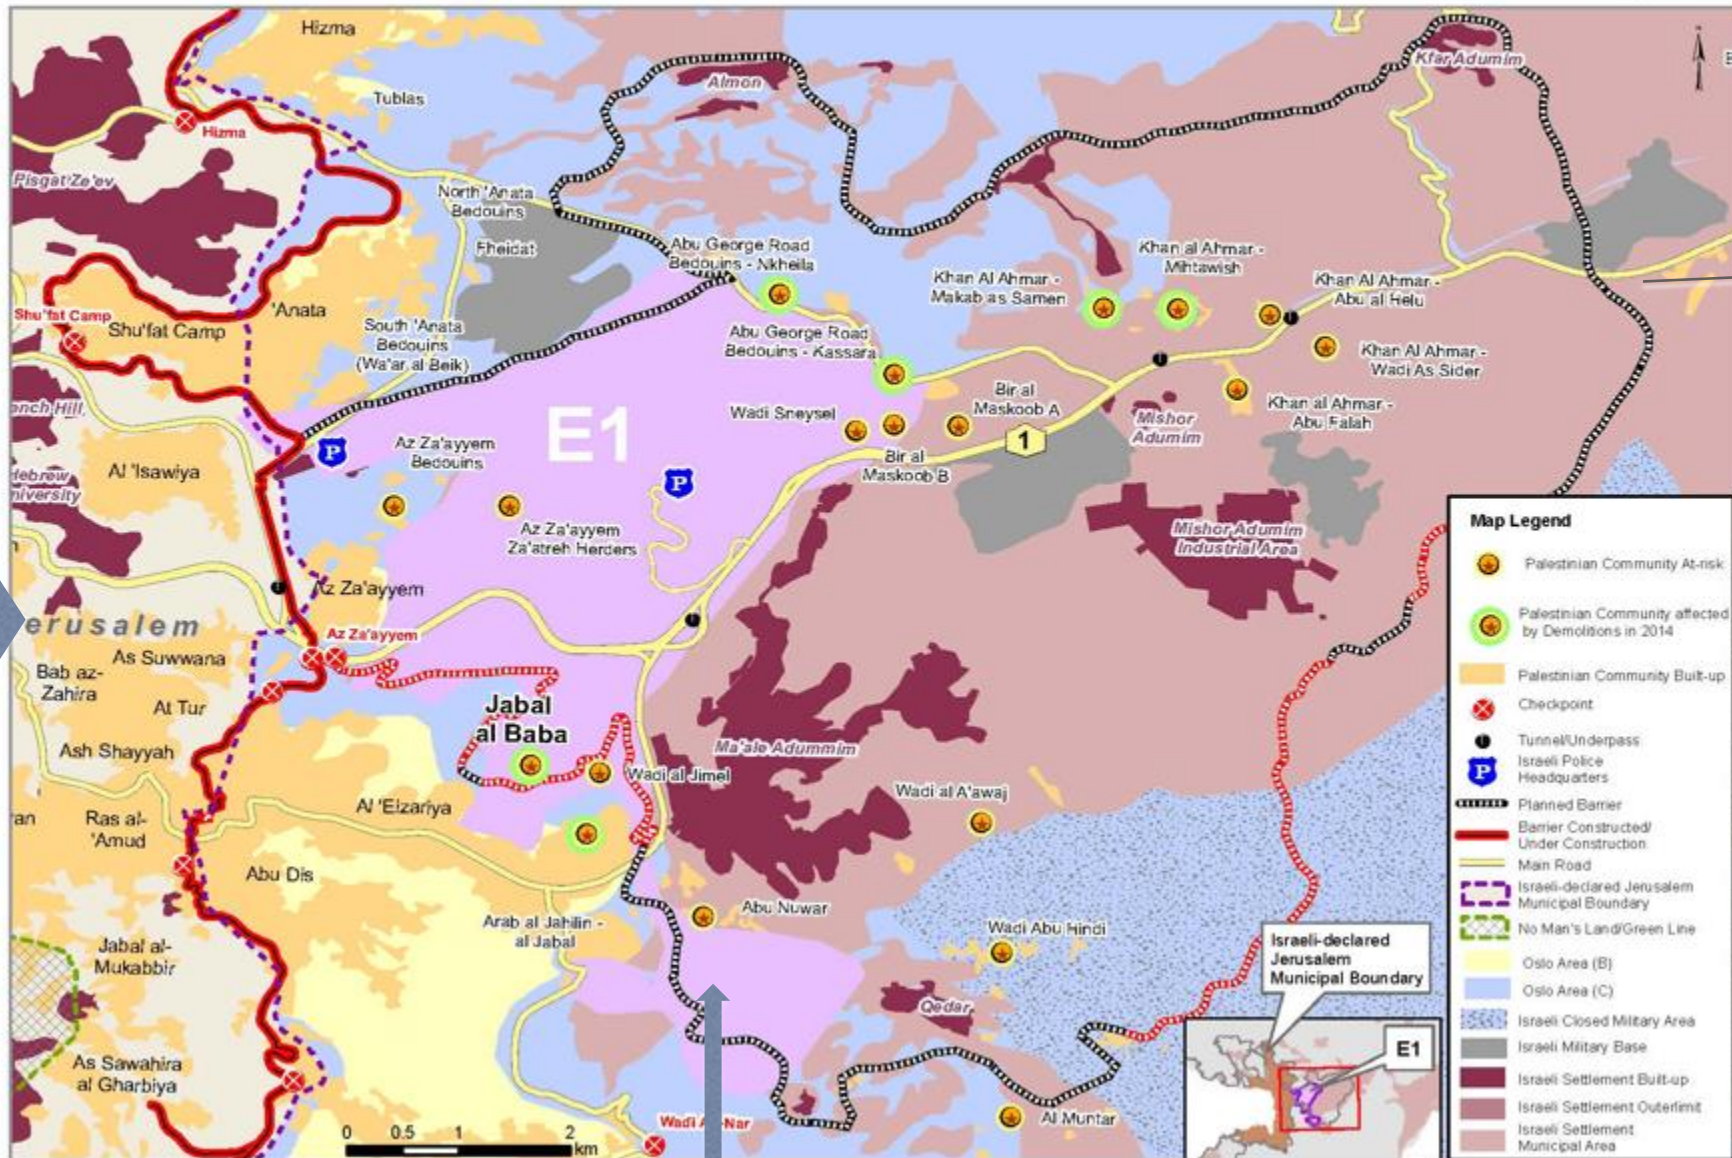 Hizma
Kfar Adumim
Almon
Tublas
Hizma
Pisgat Ze'ev
North 'Anata
Bedouins
Fheidat
Abu George Road
Bedouins - Nkheila
Khan al Ahmar -
Mihtawish
Khan Al Ahmar -
Makab as Samen
Khan Al Ahmar -
Abu al Helu
'Anata
Shu'fat Camp
Shu'fat Camp
South 'Anata
Bedouins
(Wa'ar al Beik)
Abu George Road
Bedouins - Kassara
Khan Al Ahmar -
Wadi As Sider
Bir al
Maskoob A
Khan al Ahmar -
Abu Falah
Wadi Sneysel
Mishor
Adumim
E1
1
P
Az Za'ayyem
Bedouins
Bir al
Maskoob B
Al 'Isawiya
P
Az Za'ayyem
Za'atreh Herders
Mishor Adumim
Industrial Area
Az Za'ayyem
erusalem
Az Za'ayyem
As Suwwana
Bab az-
Zahira
At Tur
Jabal
al Baba
Ash Shayyah
Ma'ale Adummim
Wadi al Jimel
Wadi al A'awaj
Al 'Eizariya
Ras al-
'Amud
Abu Dis
Abu Nuwar
Arab al Jahilin -
al Jabal
Wadi Abu Hindi
Jabal al-
Mukabbir
Qedar
As Sawahira
al Gharbiya
Al Muntar
0 0.5 1 2
km
Israeli-declared
Jerusalem
Municipal Boundary
E1
Map Legend
Palestinian Community At-risk
Palestinian Community affected
by Demolitions in 2014
Palestinian Community Built-up
Checkpoint
Tunnel/Underpass
P
Israeli Police
Headquarters
Planned Barrier
Barrier Constructed/
Under Construction
Main Road
Israeli-declared Jerusalem
Municipal Boundary
No Man's Land/Green Line
Oslo Area (B)
Oslo Area (C)
Israeli Closed Military Area
Israeli Military Base
Israeli Settlement Built-up
Israeli Settlement Outerlimit
Israeli Settlement
Municipal Area